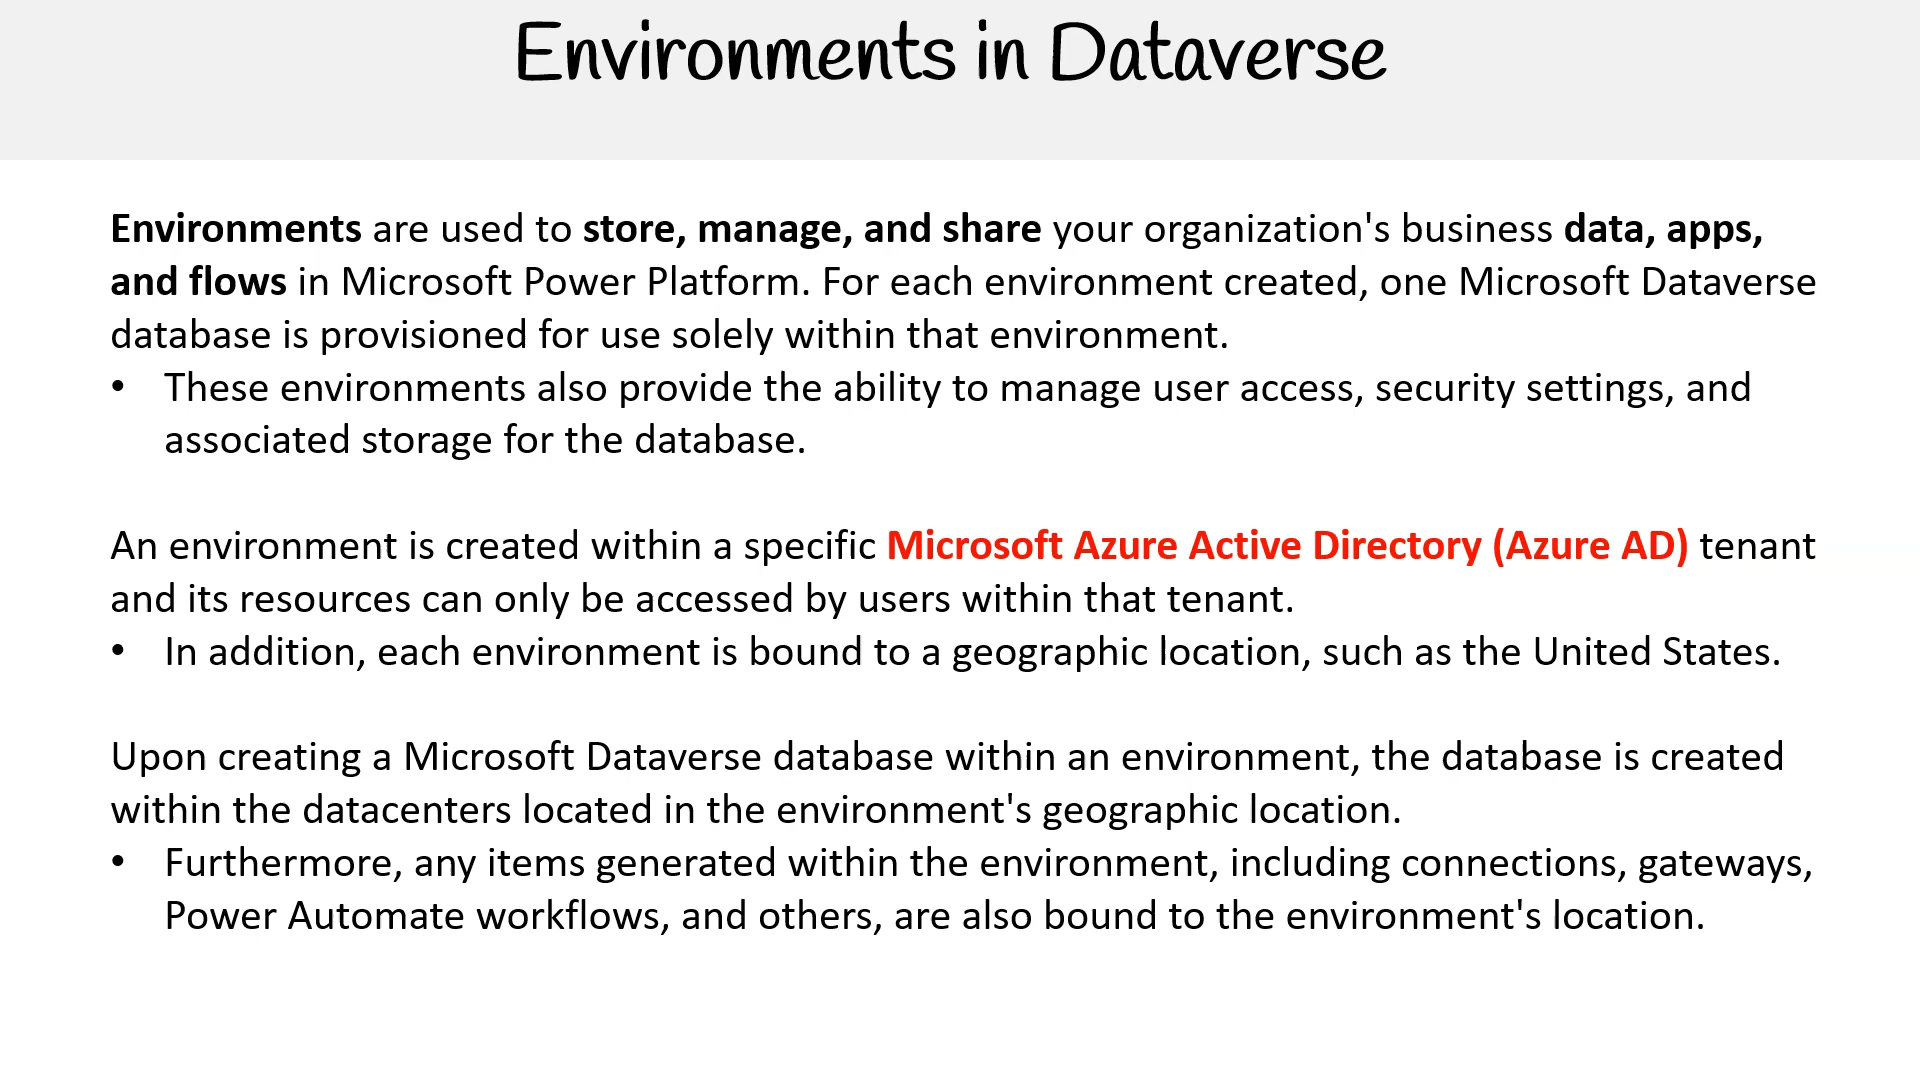 Environments in Dataverse
Environments are used to store, manage, and share your organization's business data, apps,
and flows in Microsoft Power Platform. For each environment created, one Microsoft Dataverse
database is provisioned for use solely within that environment.
• These environments also provide the ability to manage user access, security settings, and
associated storage for the database.
An environment is created within a specific Microsoft Azure Active Directory (Azure AD) tenant
and its resources can only be accessed by users within that tenant.
• In addition, each environment is bound to a geographic location, such as the United States.
Upon creating a Microsoft Dataverse database within an environment, the database is created
within the datacenters located in the environment's geographic location.
• Furthermore, any items generated within the environment, including connections, gateways,
Power Automate workflows, and others, are also bound to the environment's location.